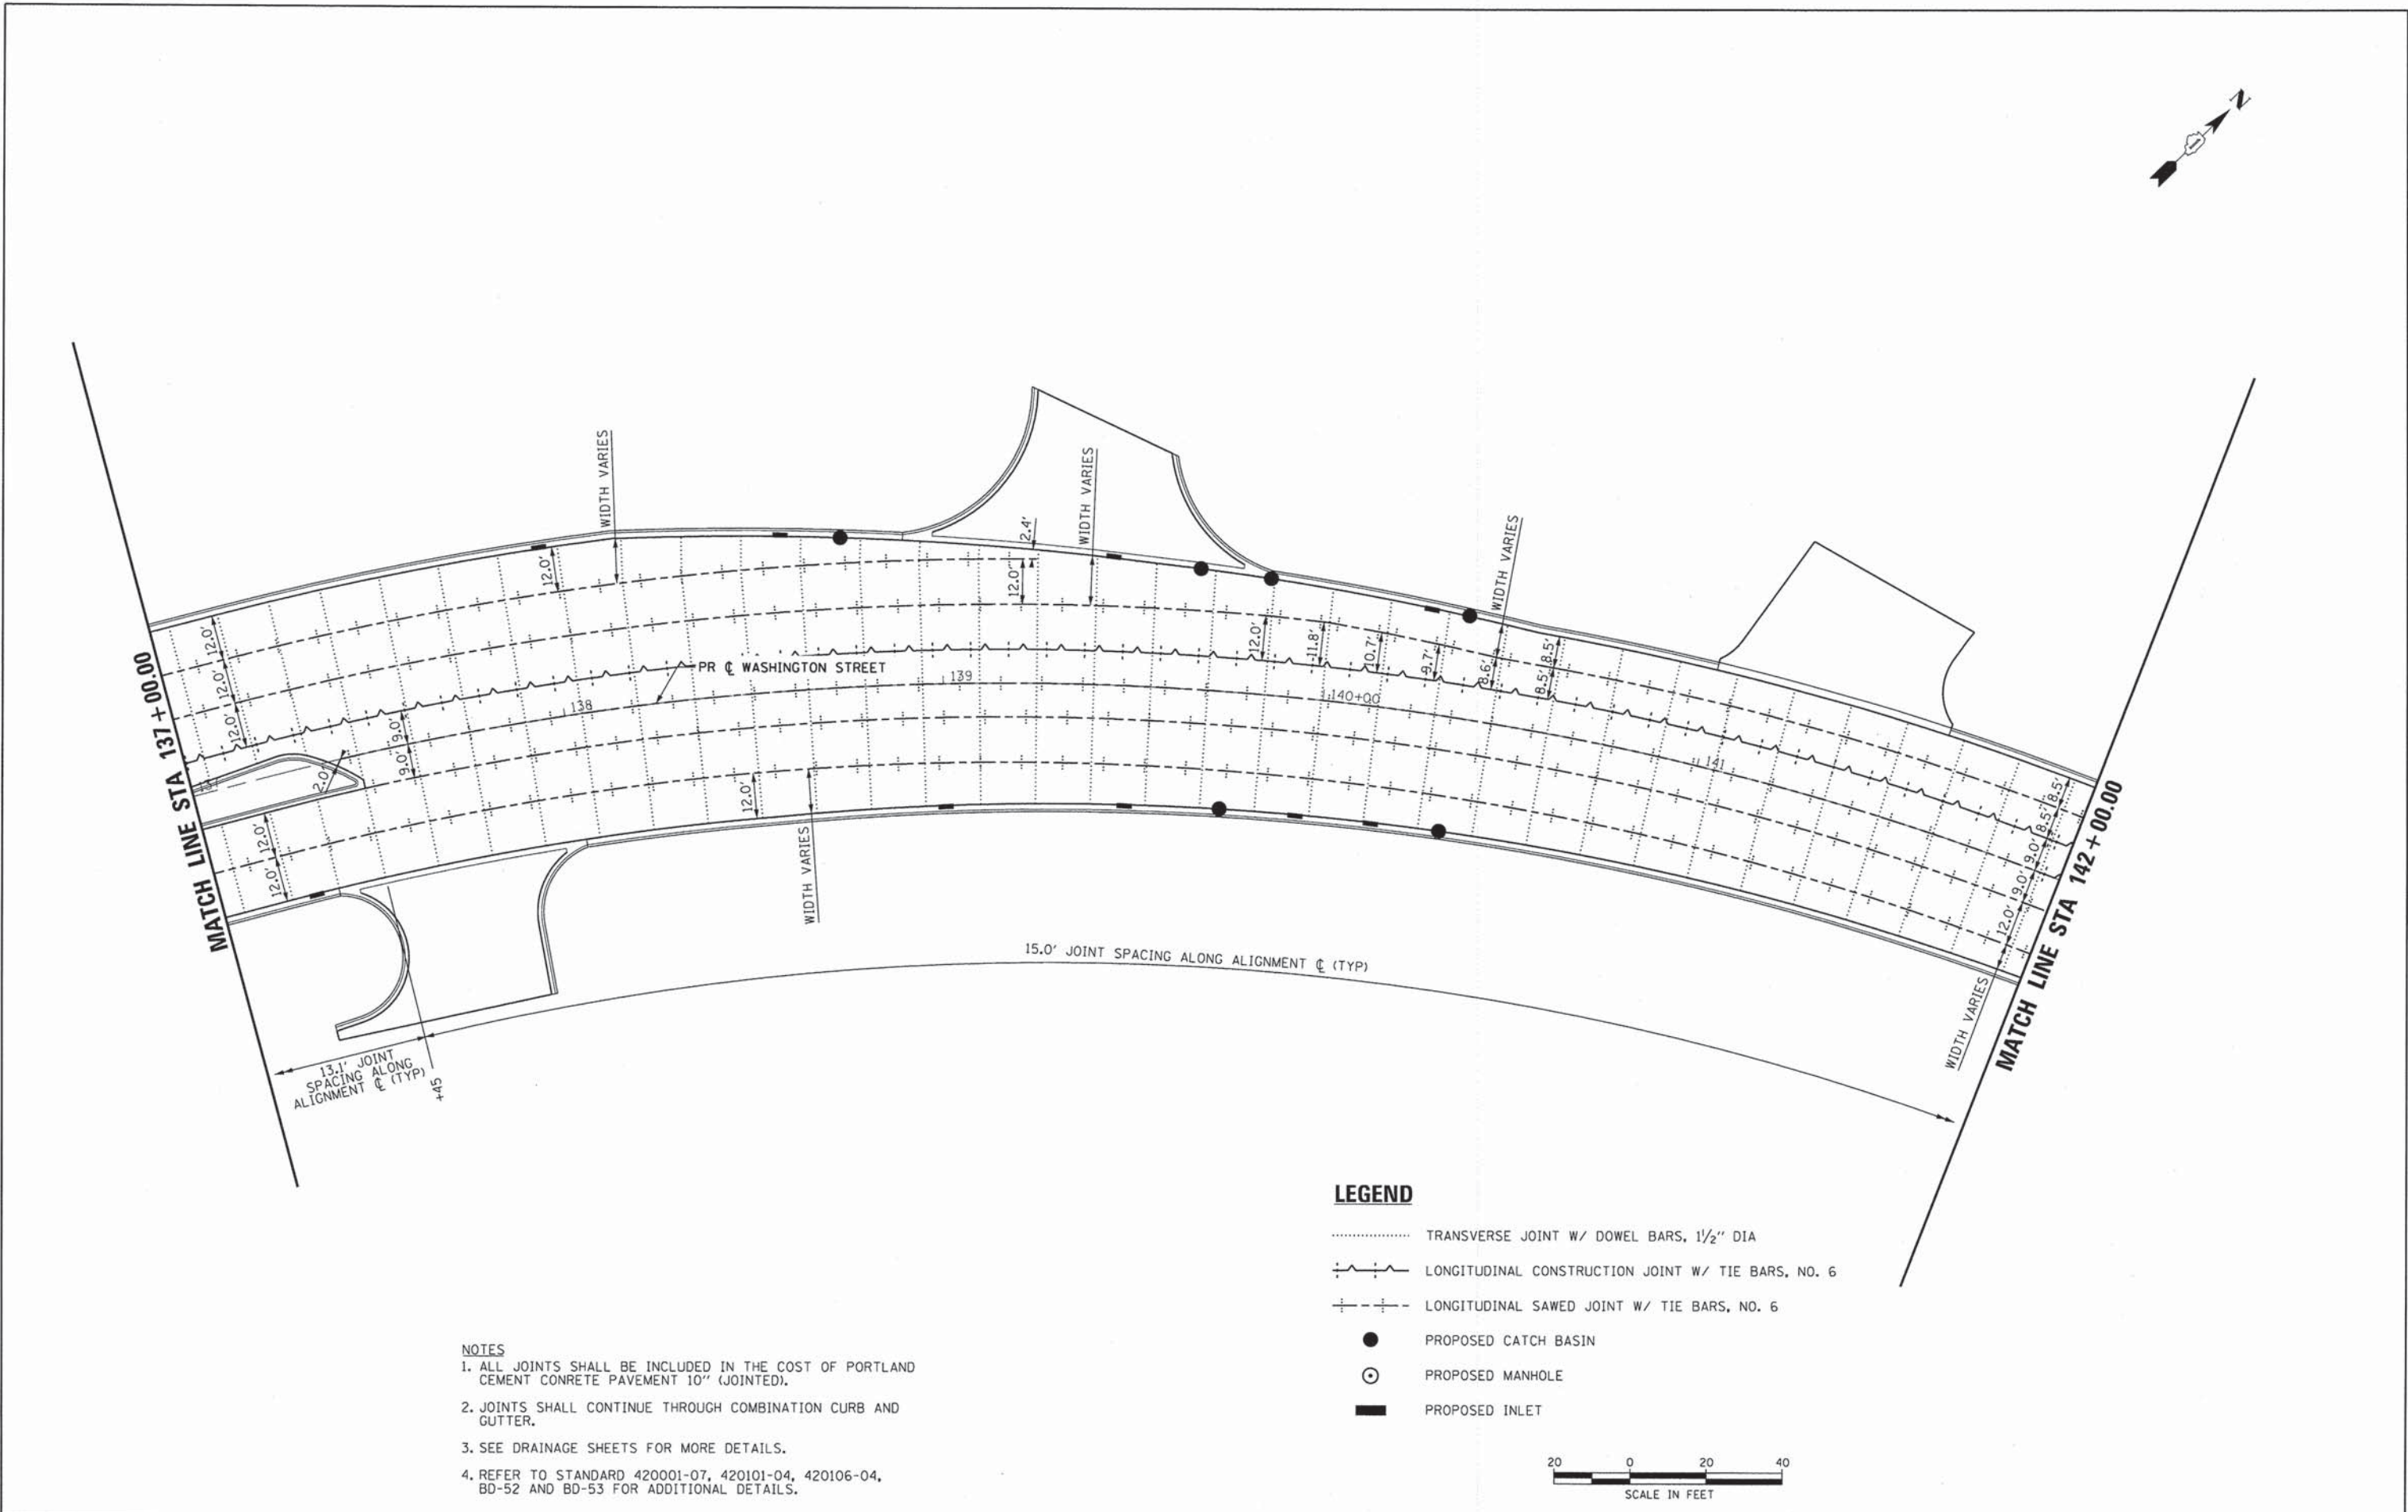 N
MATCH LINE STA 137+00.00
WIDTH VARIES
WIDTH VARIES
WIDTH VARIES
2.4'
12.0'
12.0'
12.0'
12.0'
12.0'
12.0'
11.8'
10.7'
9.7'
8.6'
8.5'
8.5'
PR ℄ WASHINGTON STREET
138
139
140+00
141
9.0'
9.0'
2.0'
12.0'
12.0'
12.0'
WIDTH VARIES
8.5'
8.5'
9.0'
9.0'
12.0'
WIDTH VARIES
MATCH LINE STA 142+00.00
15.0' JOINT SPACING ALONG ALIGNMENT ℄ (TYP)
13.1' JOINT
SPACING ALONG
ALIGNMENT ℄ (TYP)
+45
LEGEND
TRANSVERSE JOINT W/ DOWEL BARS, 1½" DIA
LONGITUDINAL CONSTRUCTION JOINT W/ TIE BARS, NO. 6
LONGITUDINAL SAWED JOINT W/ TIE BARS, NO. 6
PROPOSED CATCH BASIN
PROPOSED MANHOLE
PROPOSED INLET
NOTES
1. ALL JOINTS SHALL BE INCLUDED IN THE COST OF PORTLAND
CEMENT CONRETE PAVEMENT 10" (JOINTED).
2. JOINTS SHALL CONTINUE THROUGH COMBINATION CURB AND
GUTTER.
3. SEE DRAINAGE SHEETS FOR MORE DETAILS.
4. REFER TO STANDARD 420001-07, 420101-04, 420106-04,
BD-52 AND BD-53 FOR ADDITIONAL DETAILS.
20 0 20 40
SCALE IN FEET